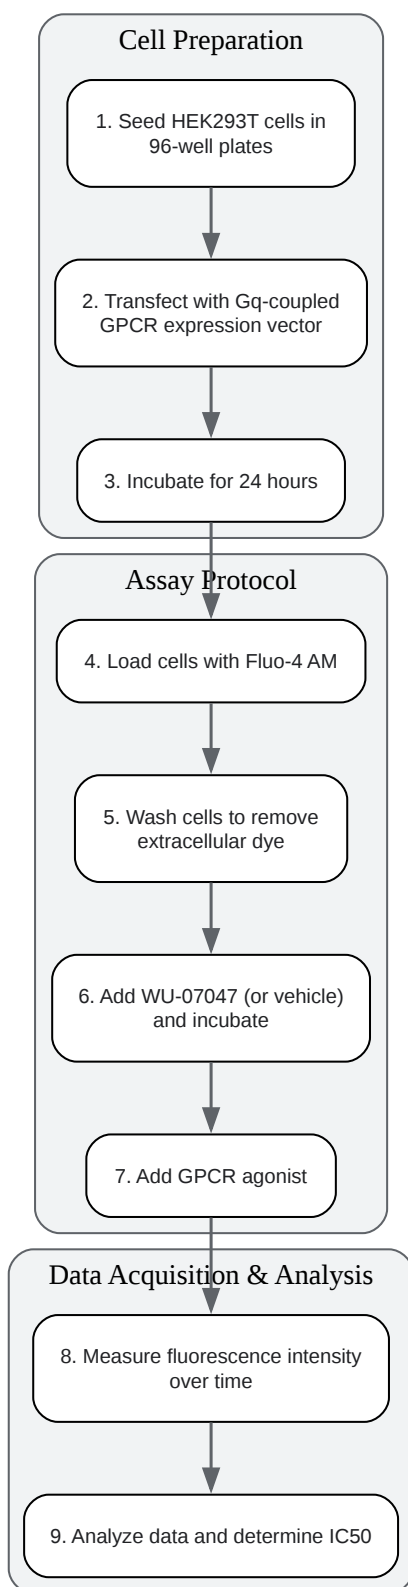 Cell Preparation
1. Seed HEK293T cells in
96-well plates
2. Transfect with Gq-coupled
GPCR expression vector
3. Incubate for 24 hours
Assay Protocol
4. Load cells with Fluo-4 AM
5. Wash cells to remove
extracellular dye
6. Add WU-07047 (or vehicle)
and incubate
7. Add GPCR agonist
Data Acquisition & Analysis
8. Measure fluorescence intensity
over time
9. Analyze data and determine IC50